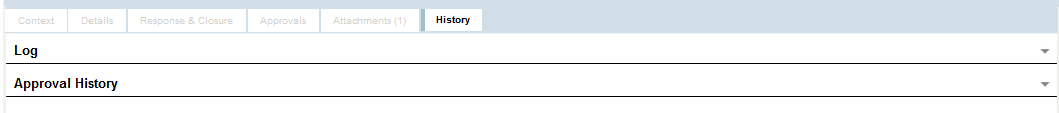 Context Details Response & Closure Approvals Attachments (1) History
Log
Approval History